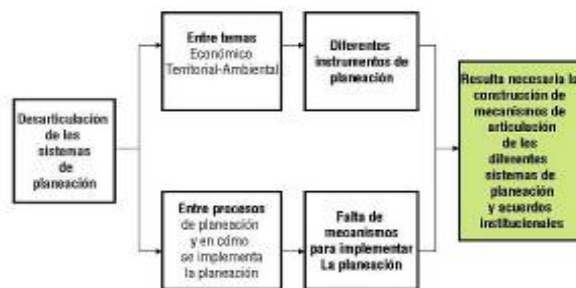 Desarticulación
de los
sistemas
de
planeación
Entre temas
Económico
Territorial-Ambiental
Diferentes
instrumentos de
planeación
Entre procesos
de planeación
y en cómo
se implementa
la planeación
Falta de
mecanismos
para implementar
La planeación
Resulta necesaria la
construcción de
mecanismos de
articulación
de los
diferentes
sistemas de
planeación
y acuerdos
institucionales